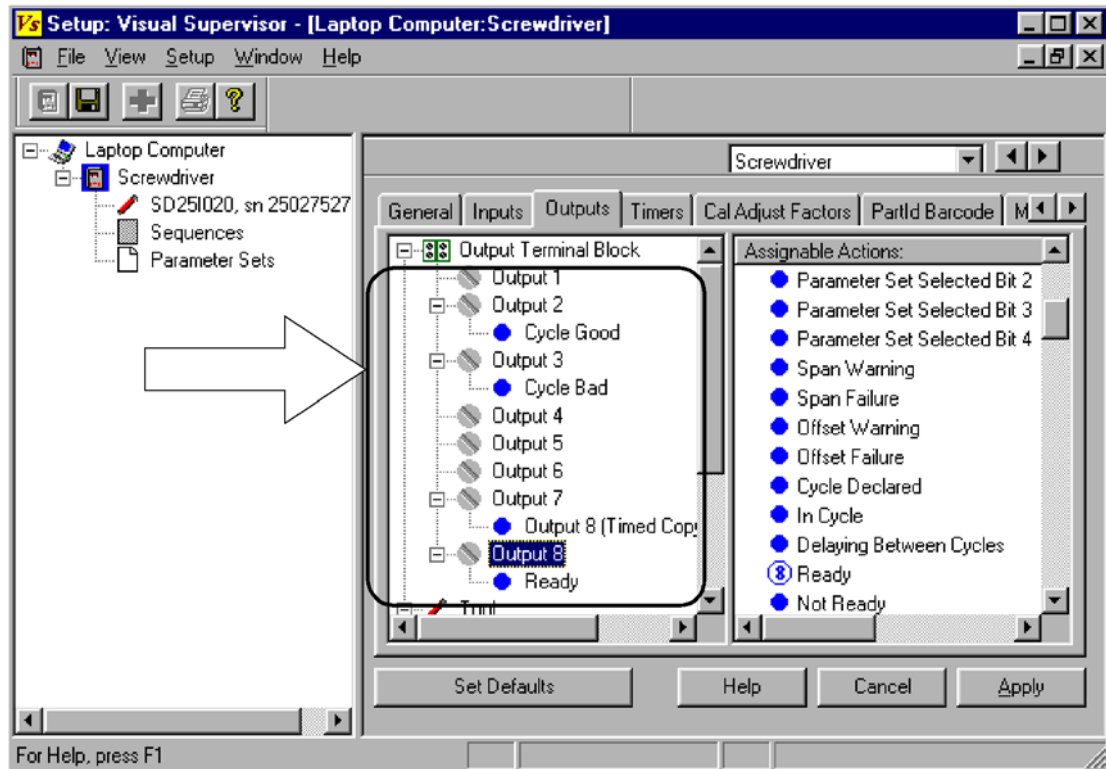 Vs Setup: Visual Supervisor - [Laptop Computer:Screwdriver]
File View Setup Window Help
Laptop Computer
Screwdriver
SD25I020, sn 25027527
Sequences
Parameter Sets
Screwdriver
General Inputs Outputs Timers Cal Adjust Factors PartId Barcode M
Output Terminal Block
Output 1
Output 2
Cycle Good
Output 3
Cycle Bad
Output 4
Output 5
Output 6
Output 7
Output 8 (Timed Copy
Output 8
Ready
Tool
Assignable Actions:
Parameter Set Selected Bit 2
Parameter Set Selected Bit 3
Parameter Set Selected Bit 4
Span Warning
Span Failure
Offset Warning
Offset Failure
Cycle Declared
In Cycle
Delaying Between Cycles
8 Ready
Not Ready
Set Defaults Help Cancel Apply
For Help, press F1